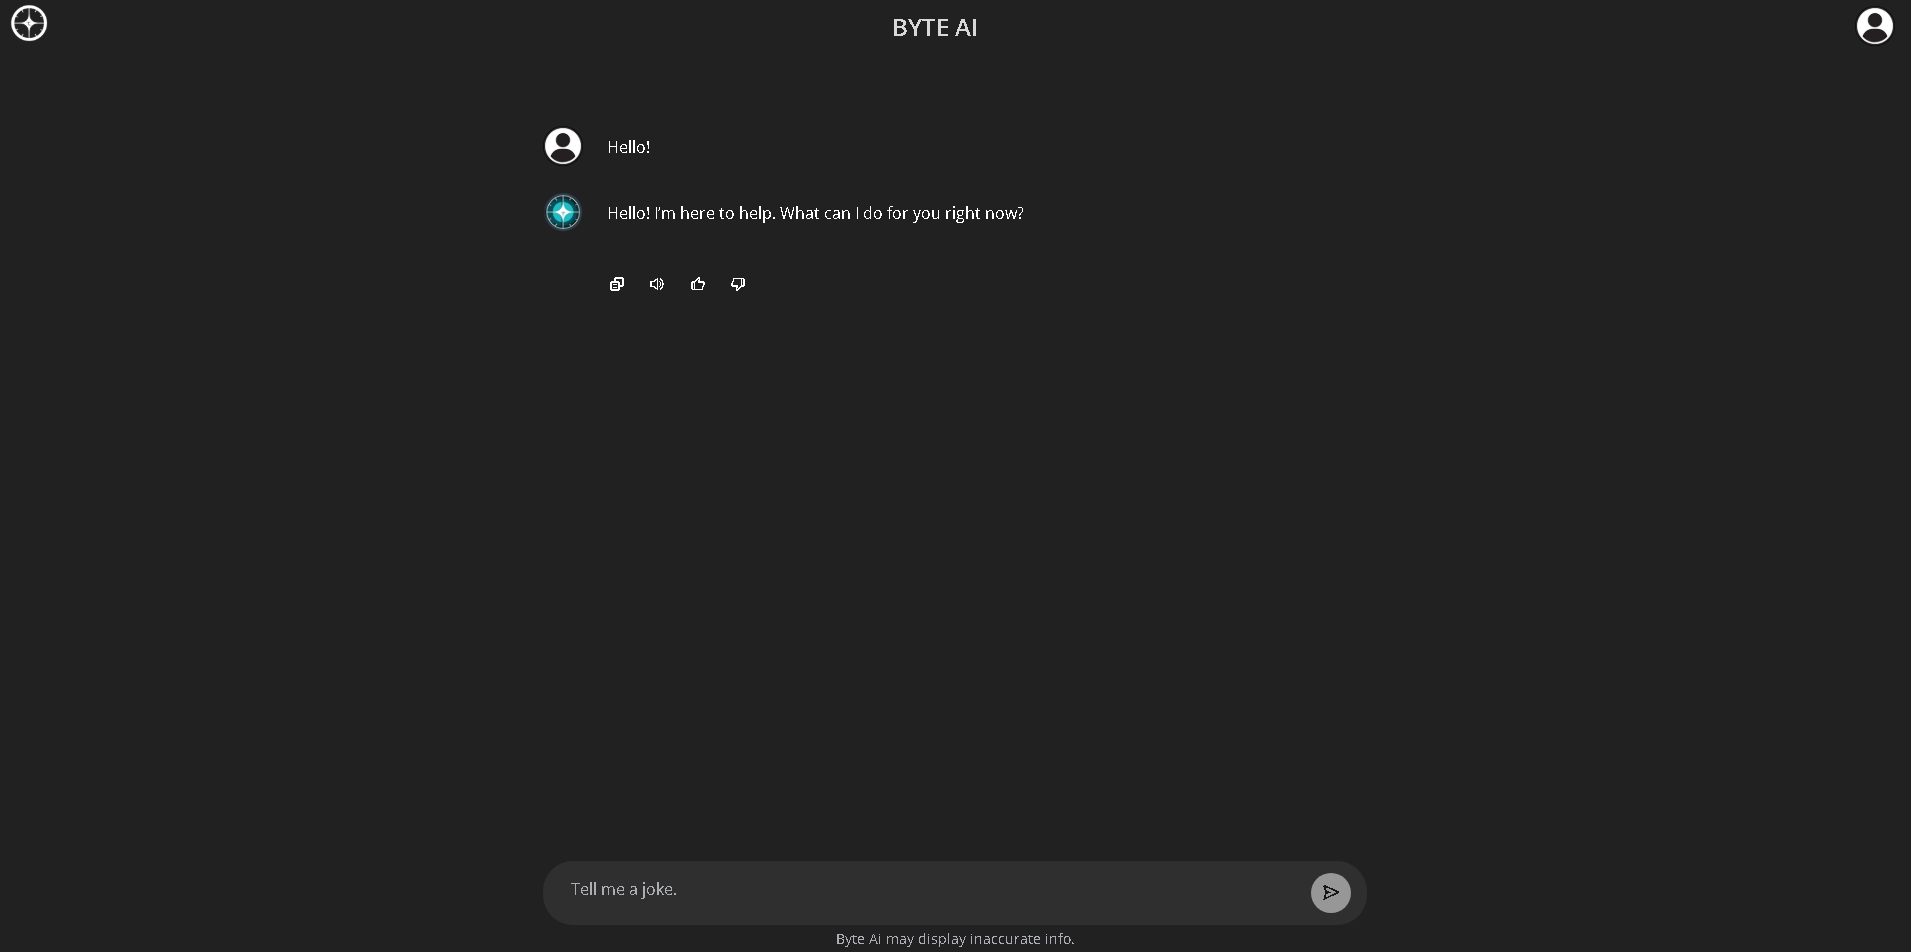 BYTE AI
Hello!
Hello! I'm here to help. What can I do for you right now?
Tell me a joke.
Byte Ai may display inaccurate info.